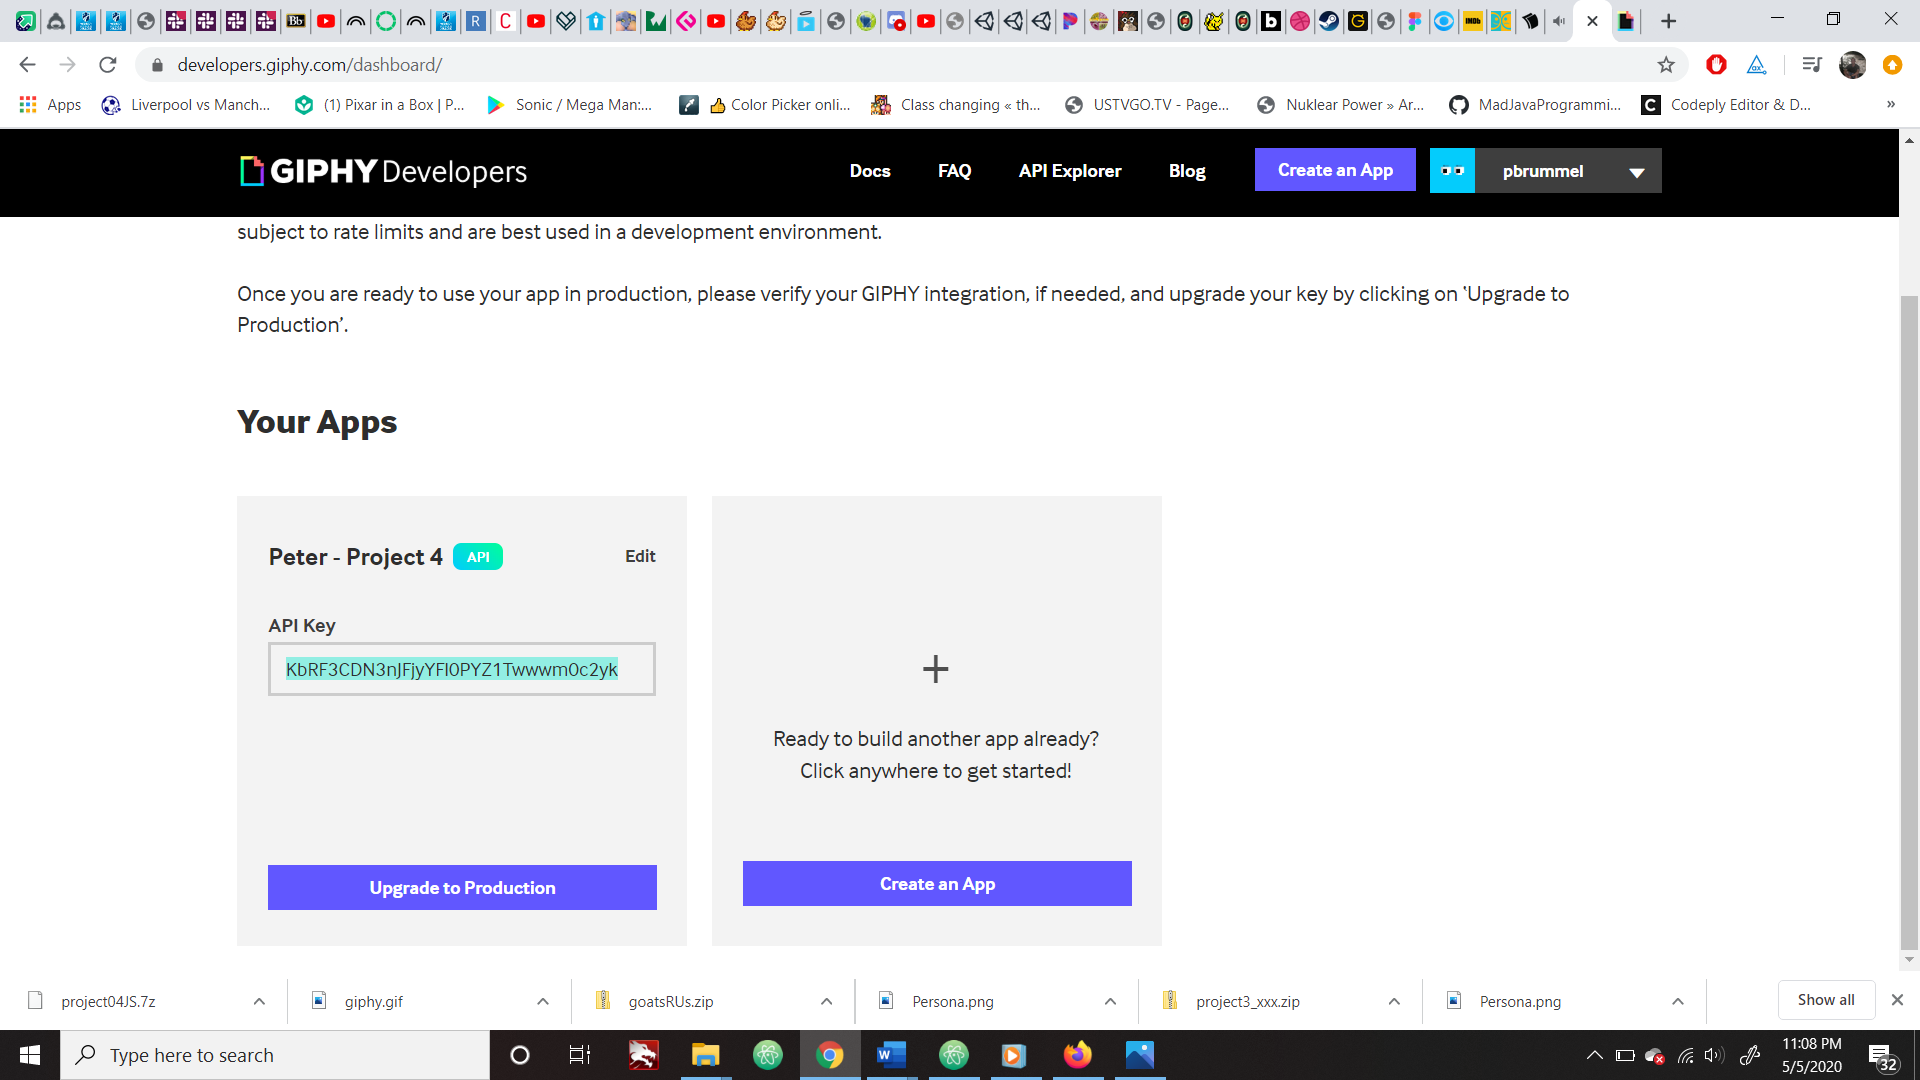 developers.giphy.com/dashboard/
Apps
Liverpool vs Manch...
(1) Pixar in a Box | P...
Sonic / Mega Man:...
👍 Color Picker onli...
Class changing « th...
USTVGO.TV - Page...
Nuklear Power » Ar...
MadJavaProgrammi...
Codeply Editor & D...
»
GIPHY Developers
Docs
FAQ
API Explorer
Blog
Create an App
pbrummel
subject to rate limits and are best used in a development environment.
Once you are ready to use your app in production, please verify your GIPHY integration, if needed, and upgrade your key by clicking on ‘Upgrade to
Production’.
Your Apps
Peter - Project 4 API Edit
API Key
KbRF3CDN3nJFjyYFI0PYZ1Twwwm0c2yk
Upgrade to Production
+
Ready to build another app already?
Click anywhere to get started!
Create an App
project04JS.7z
giphy.gif
goatsRUs.zip
Persona.png
project3_xxx.zip
Persona.png
Show all
Type here to search
11:08 PM
5/5/2020
32